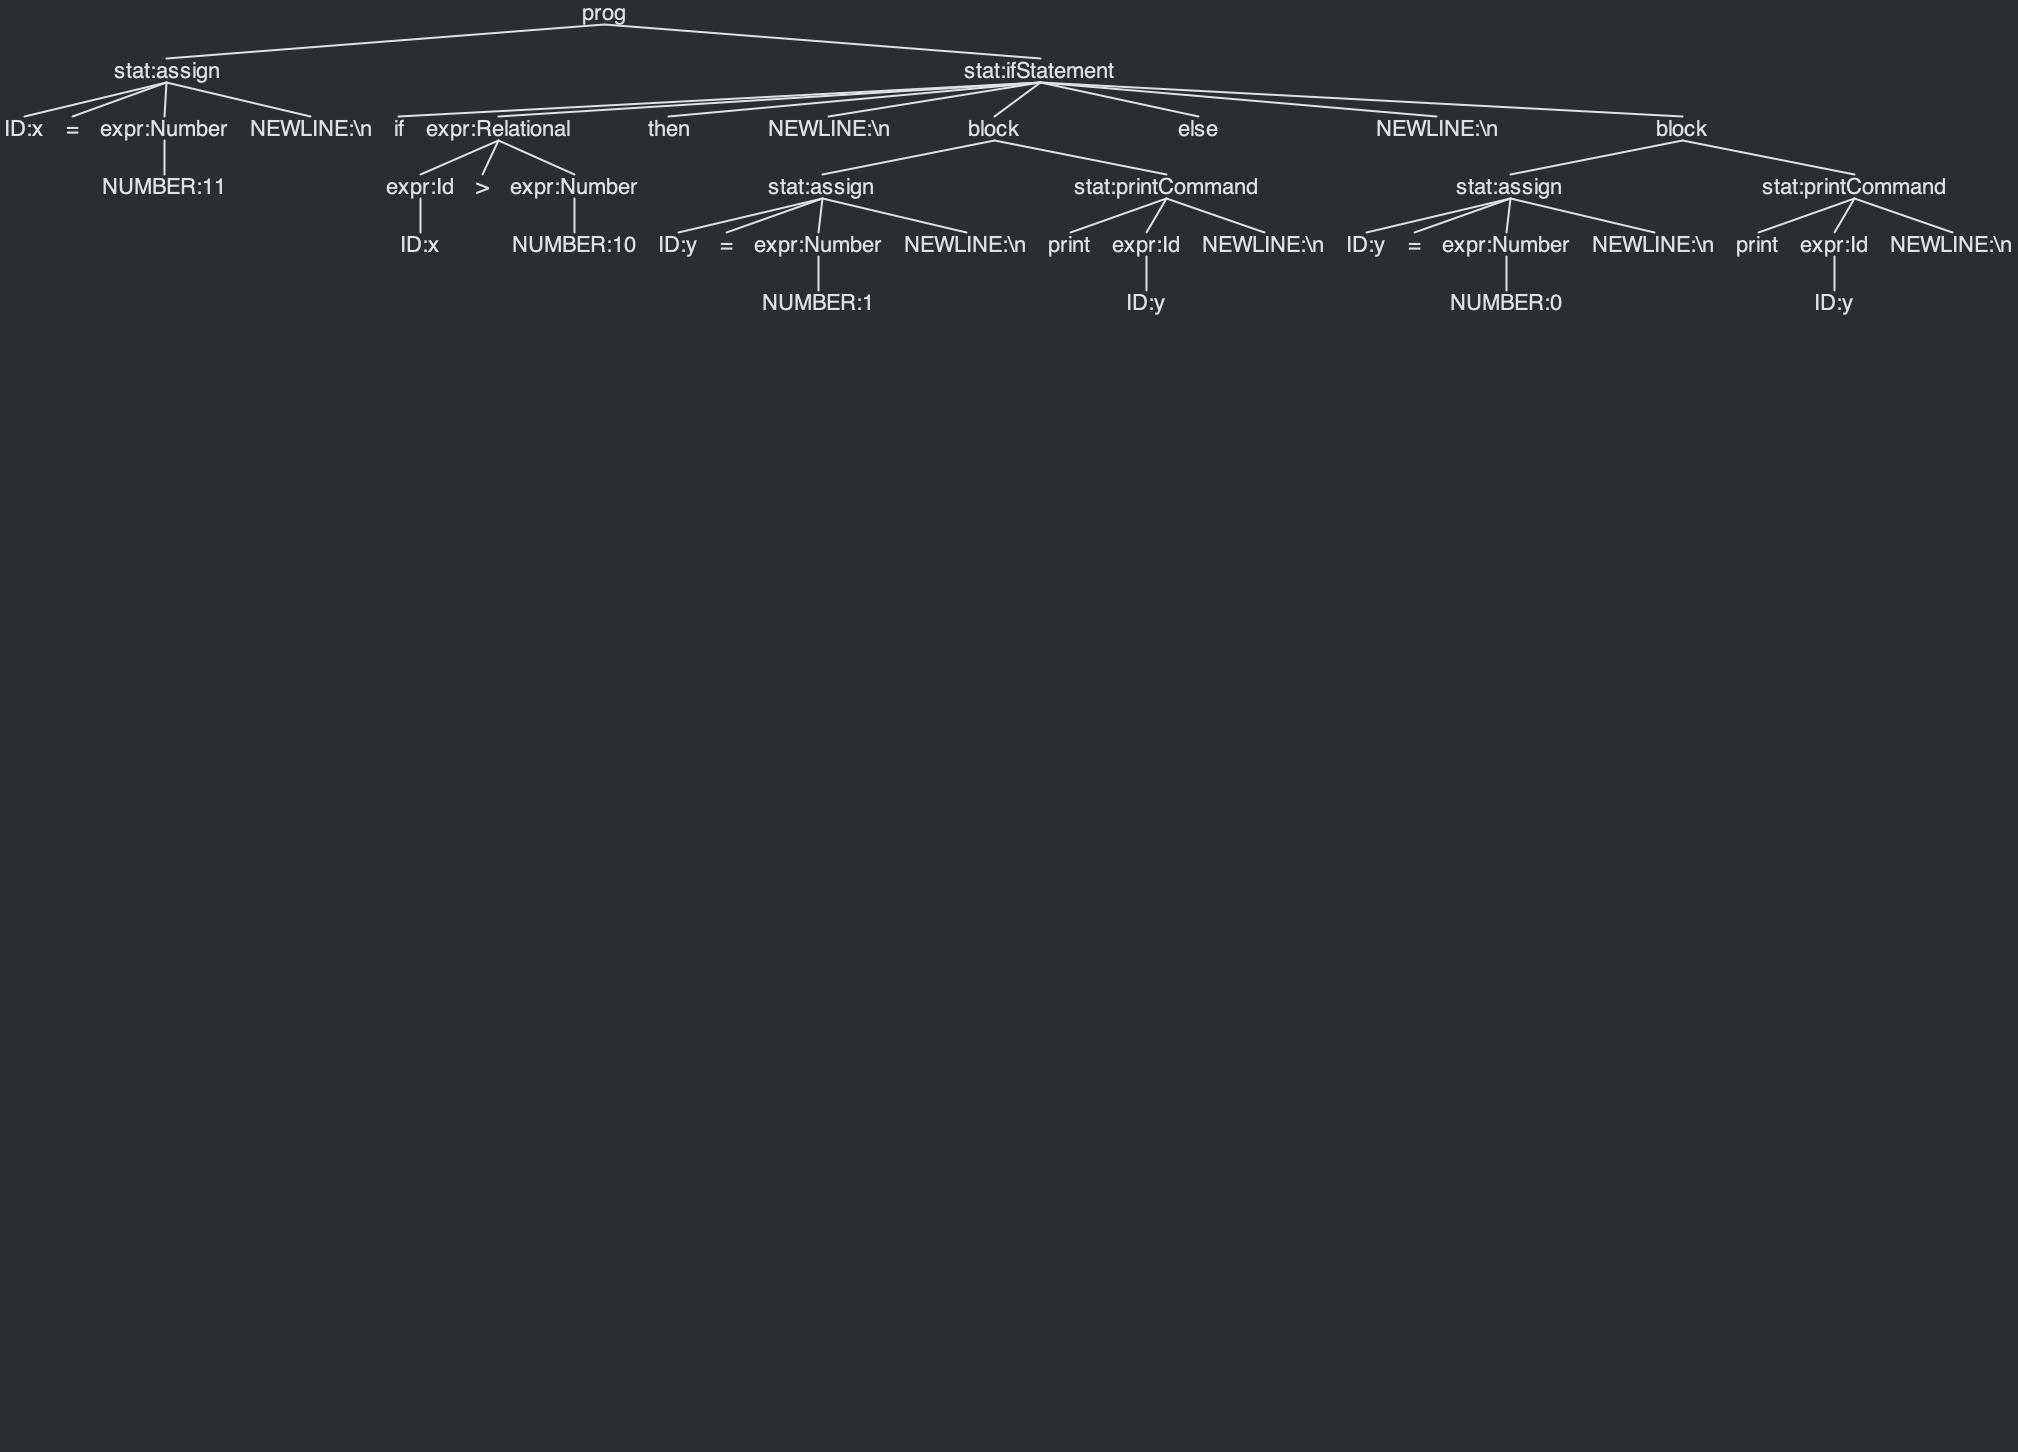 prog
stat:assign stat:ifStatement
ID:x = expr:Number NEWLINE:\n if expr:Relational then NEWLINE:\n block else NEWLINE:\n block
NUMBER:11 expr:Id > expr:Number stat:assign stat:printCommand stat:assign stat:printCommand
ID:x NUMBER:10 ID:y = expr:Number NEWLINE:\n print expr:Id NEWLINE:\n ID:y = expr:Number NEWLINE:\n print expr:Id NEWLINE:\n
NUMBER:1 ID:y NUMBER:0 ID:y